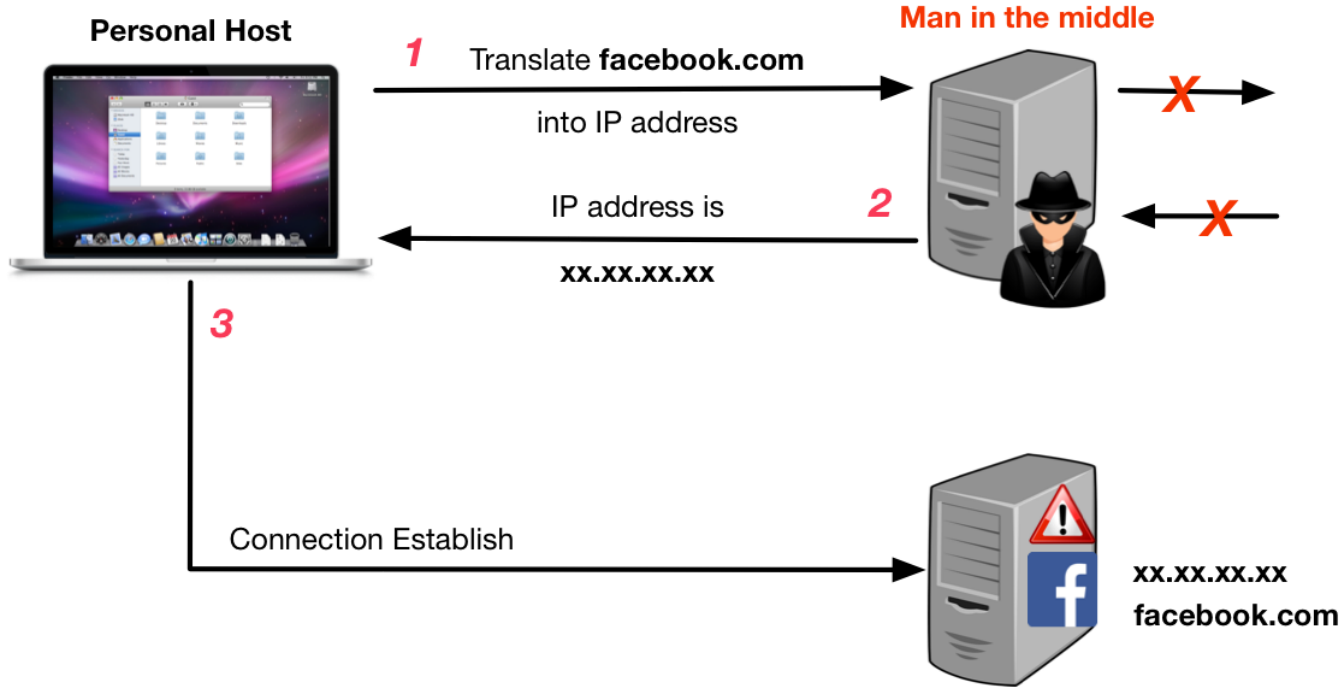 Personal Host
Man in the middle
1
Translate facebook.com
into IP address
X
IP address is
2
xx.xx.xx.xx
X
3
Connection Establish
f
xx.xx.xx.xx
facebook.com